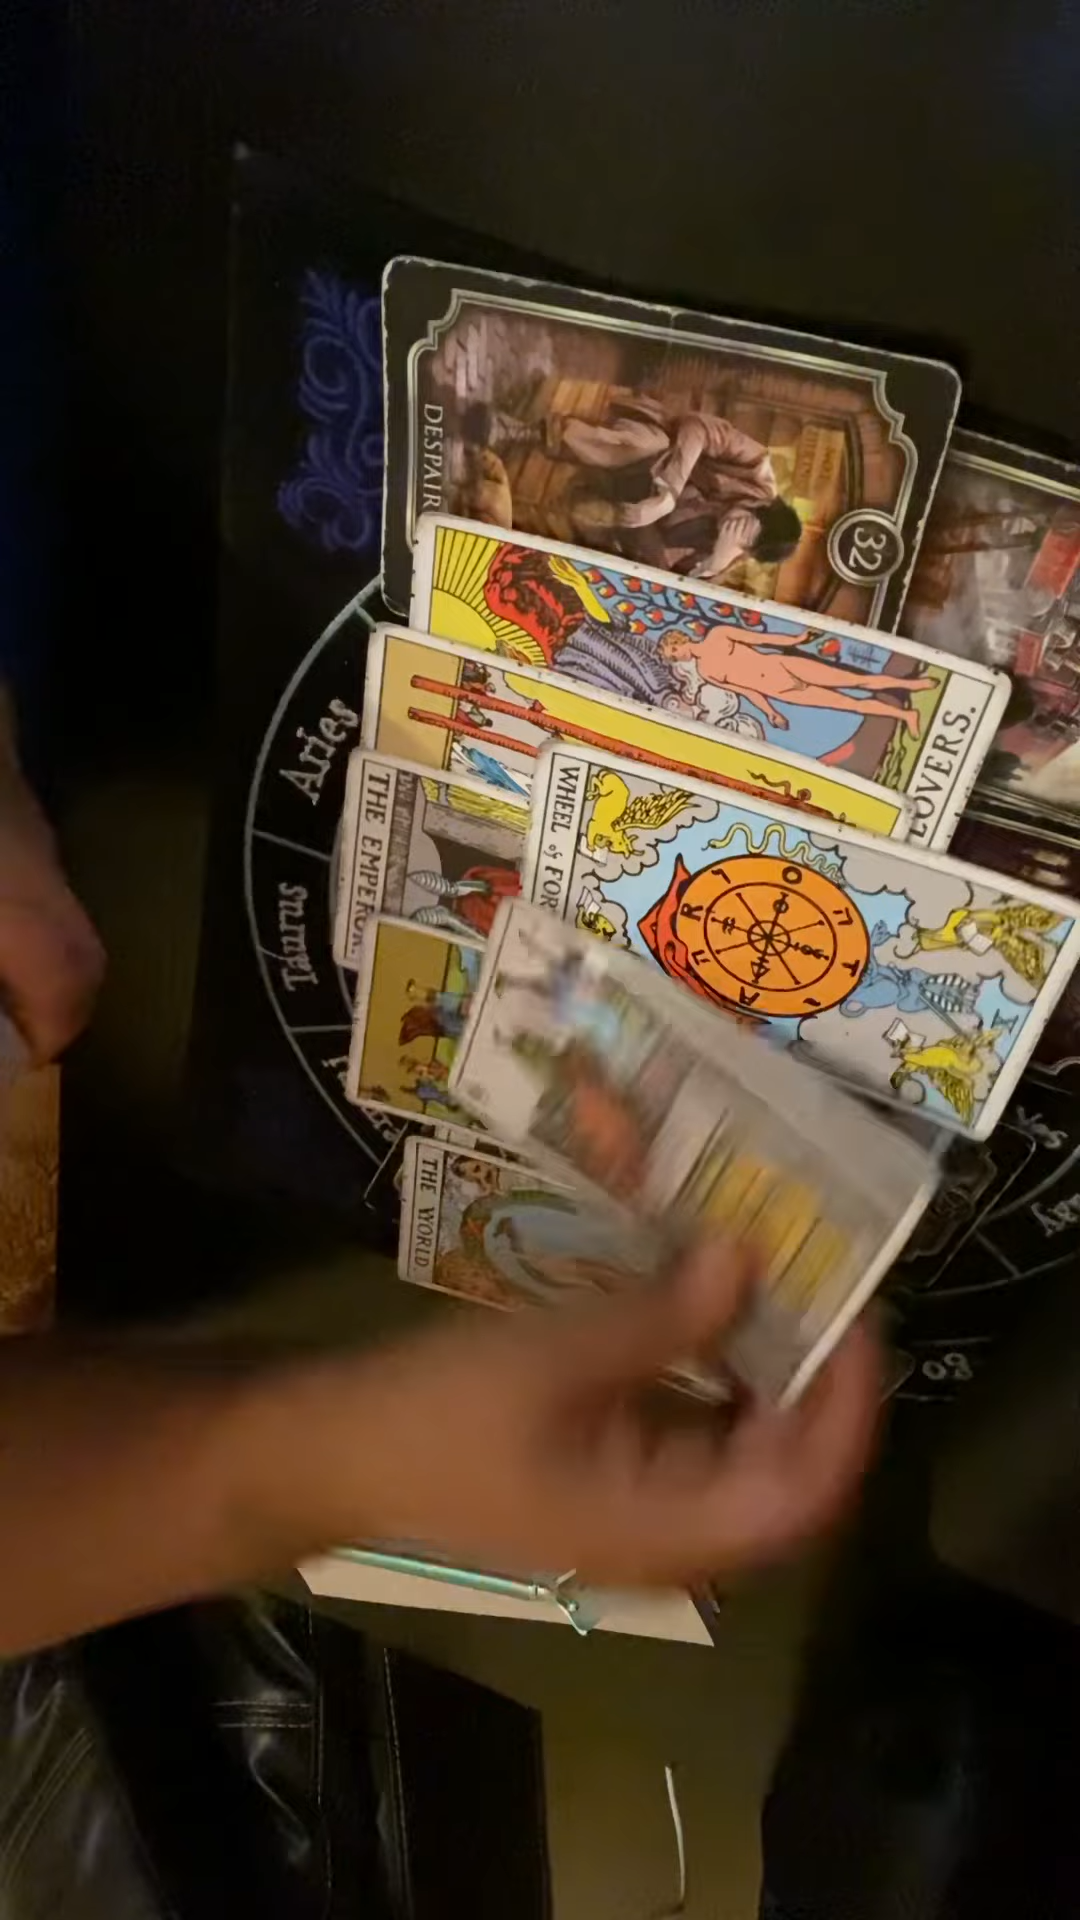 DESPAIR
32
LOVERS.
THE EMPEROR.
WHEEL of FOR
T
A
R
O
X
THE WORLD.
Aries
Taurus